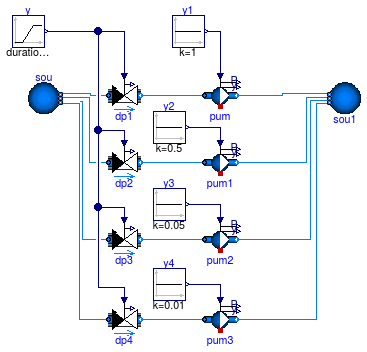 y
y1
duratio...
k=1
sou
dp1
pum
sou1
y2
k=0.5
dp2
pum1
y3
k=0.05
dp3
pum2
y4
k=0.01
dp4
pum3